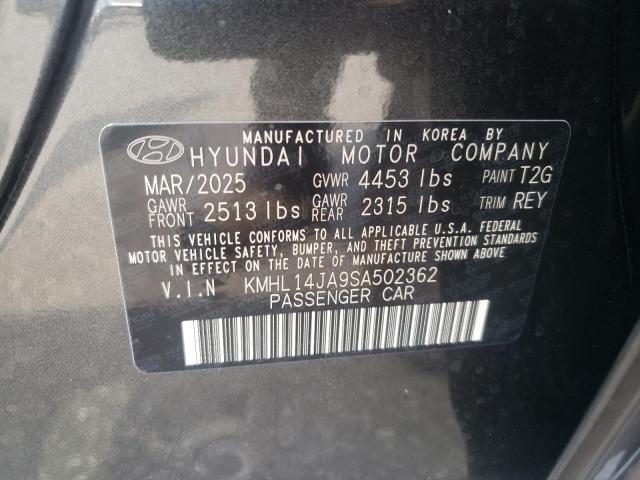 MANUFACTURED IN KOREA BY
HYUNDAI MOTOR COMPANY
MAR/2025 GVWR 4453 lbs PAINT T2G
GAWR FRONT 2513 lbs GAWR REAR 2315 lbs TRIM REY
THIS VEHICLE CONFORMS TO ALL APPLICABLE U.S.A. FEDERAL
MOTOR VEHICLE SAFETY, BUMPER, AND THEFT PREVENTION STANDARDS
IN EFFECT ON THE DATE OF MANUFACTURE SHOWN ABOVE.
V.I.N KMHL14JA9SA502362
PASSENGER CAR